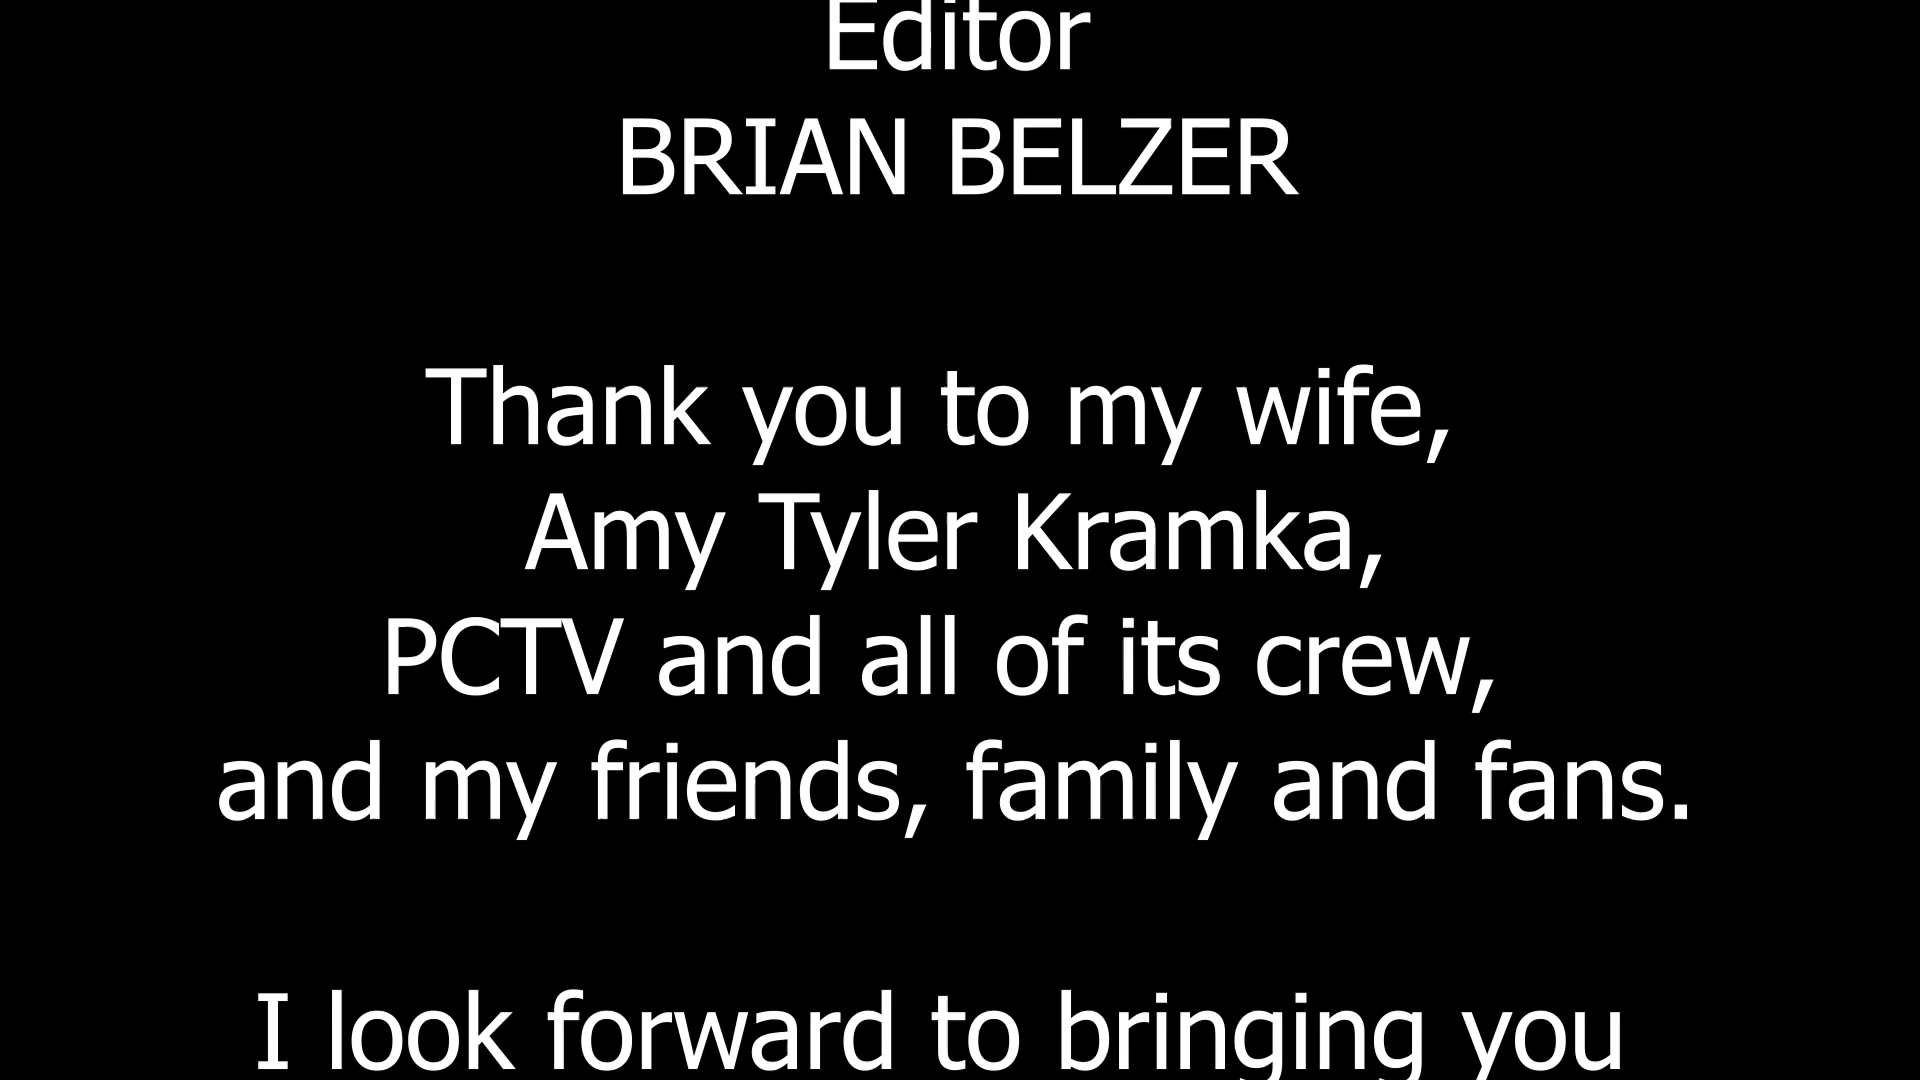 Editor
BRIAN BELZER
Thank you to my wife,
Amy Tyler Kramka,
PCTV and all of its crew,
and my friends, family and fans.
I look forward to bringing you